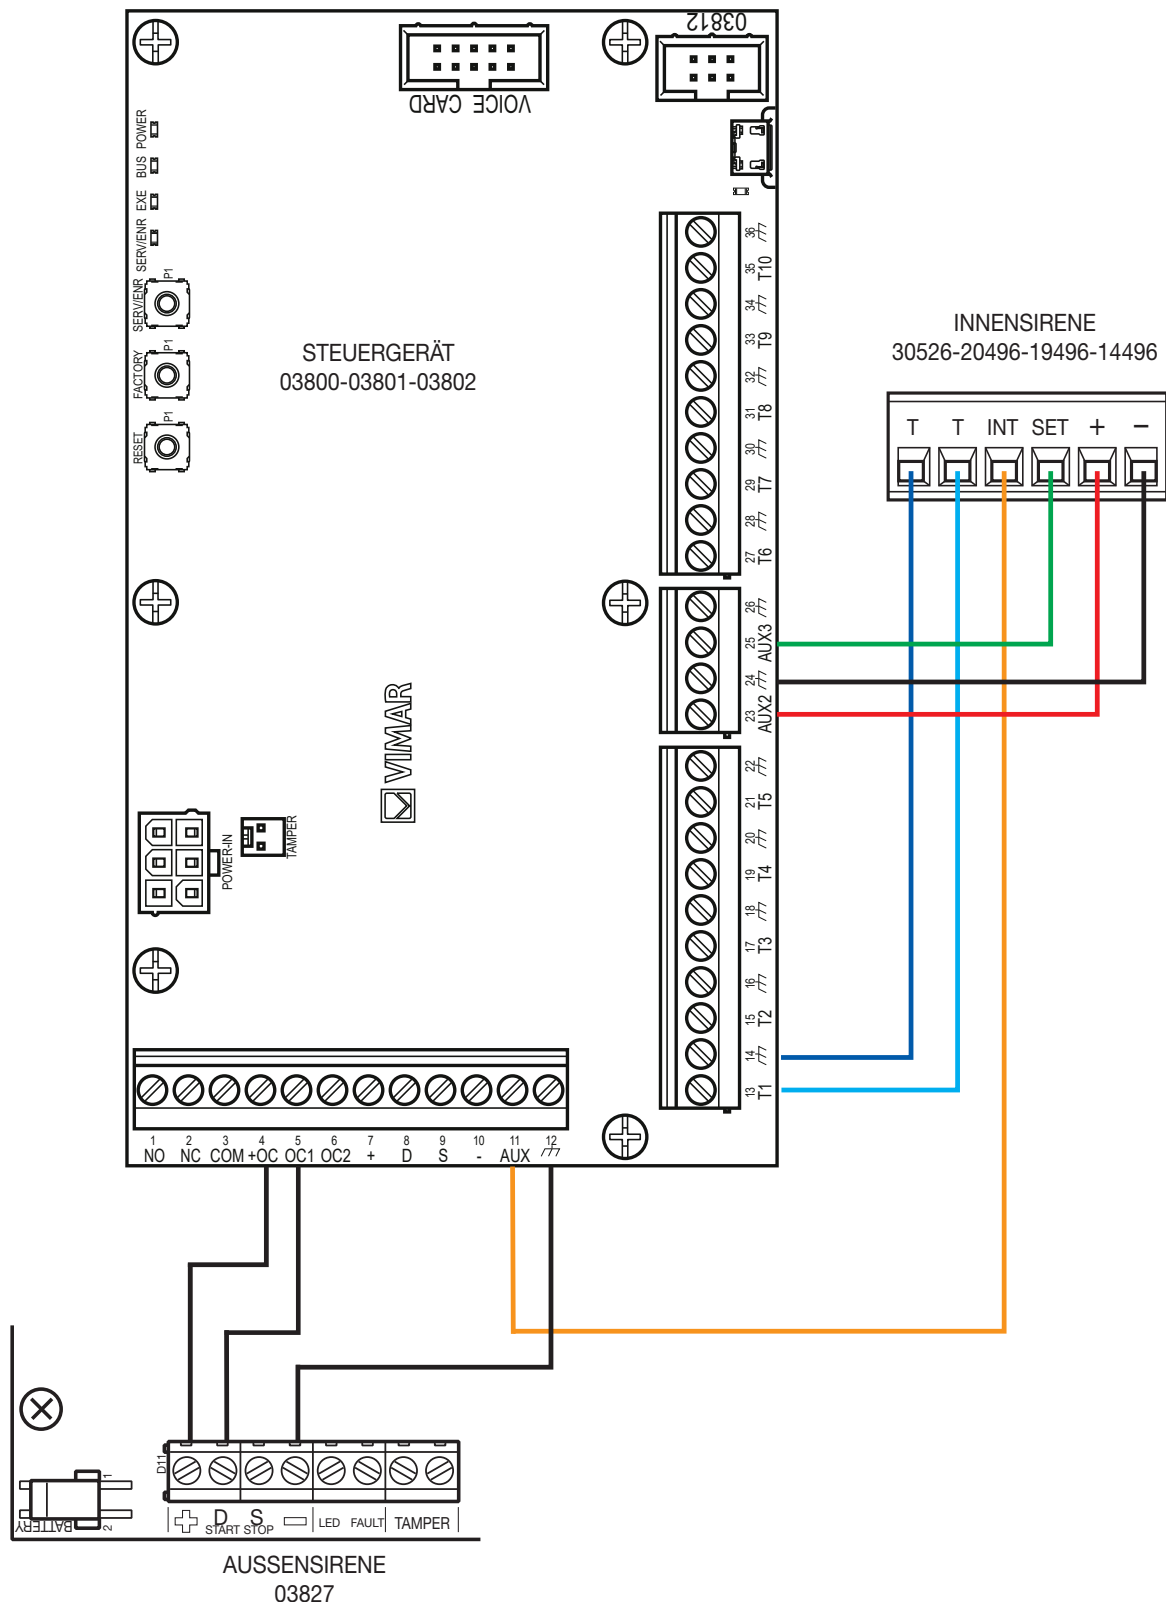 03812
VOICE CARD
POWER
BUS
EXE
SERV/ENR
SERV/ENR P1
FACTORY P1
RESET P1
STEUERGERÄT
03800-03801-03802
36
35 T10
34
33 T9
32
31 T8
30
29 T7
28
27 T6
26
25 AUX3
24
23 AUX2
22
21 T5
20
19 T4
18
17 T3
16
15 T2
14
13 T1
INNENSIRENE
30526-20496-19496-14496
T T INT SET + −
VIMAR
POWER-IN
TAMPER
1 2 3 4 5 6 7 8 9 10 11 12
NO NC COM +OC OC1 OC2 + D S - AUX
D11
BATTERY
1
2
D S
START STOP LED FAULT TAMPER
AUSSENSIRENE
03827